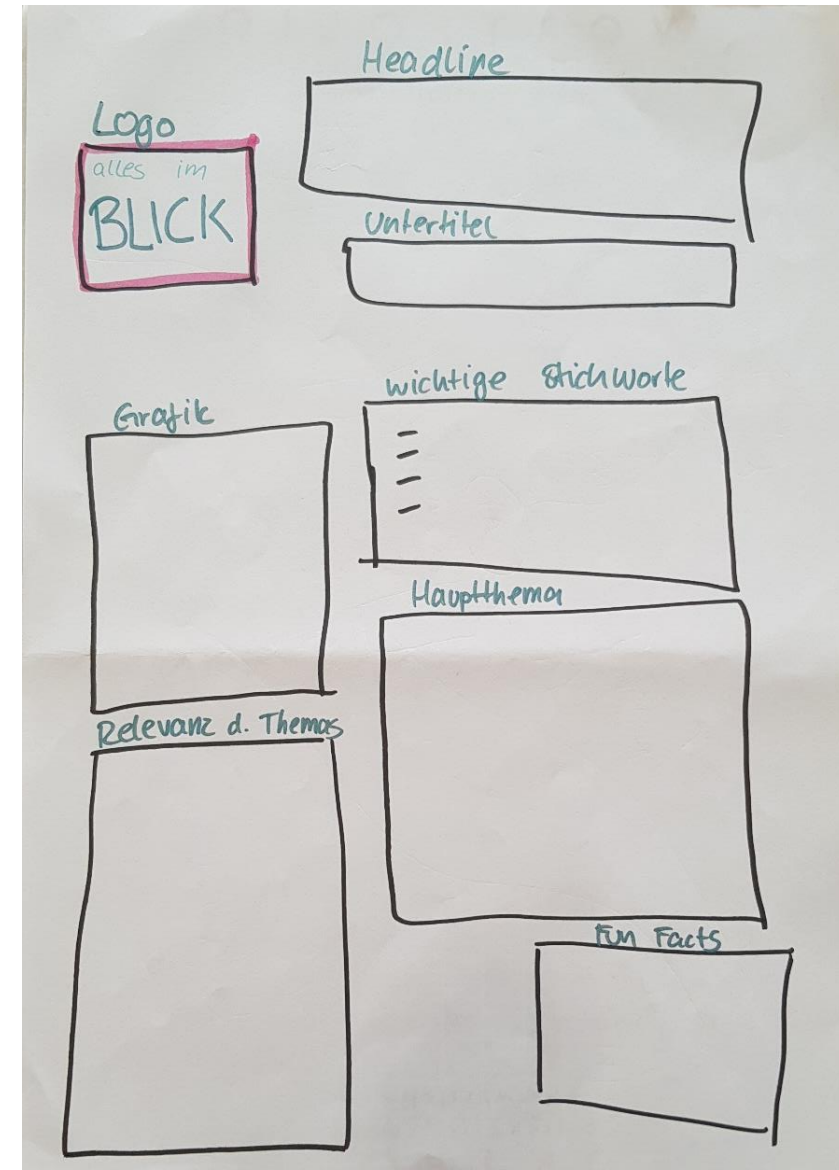 Headline
Logo
alles im
BLICK
Untertitel
wichtige Stichworte
Grafik
Hauptthema
Relevanz d. Themas
Fun Facts